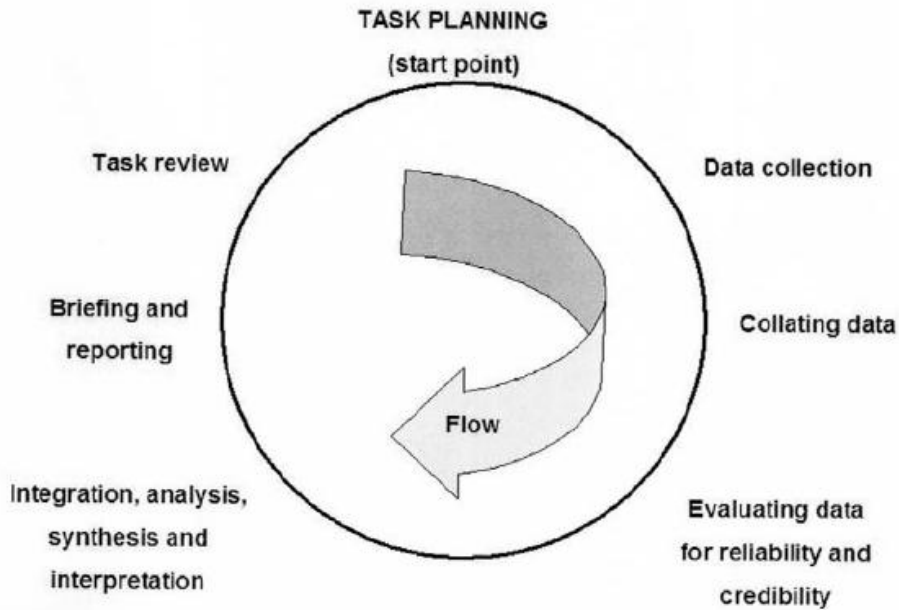 TASK PLANNING
(start point)
Data collection
Collating data
Evaluating data
for reliability and
credibility
Integration, analysis,
synthesis and
interpretation
Briefing and
reporting
Task review
Flow